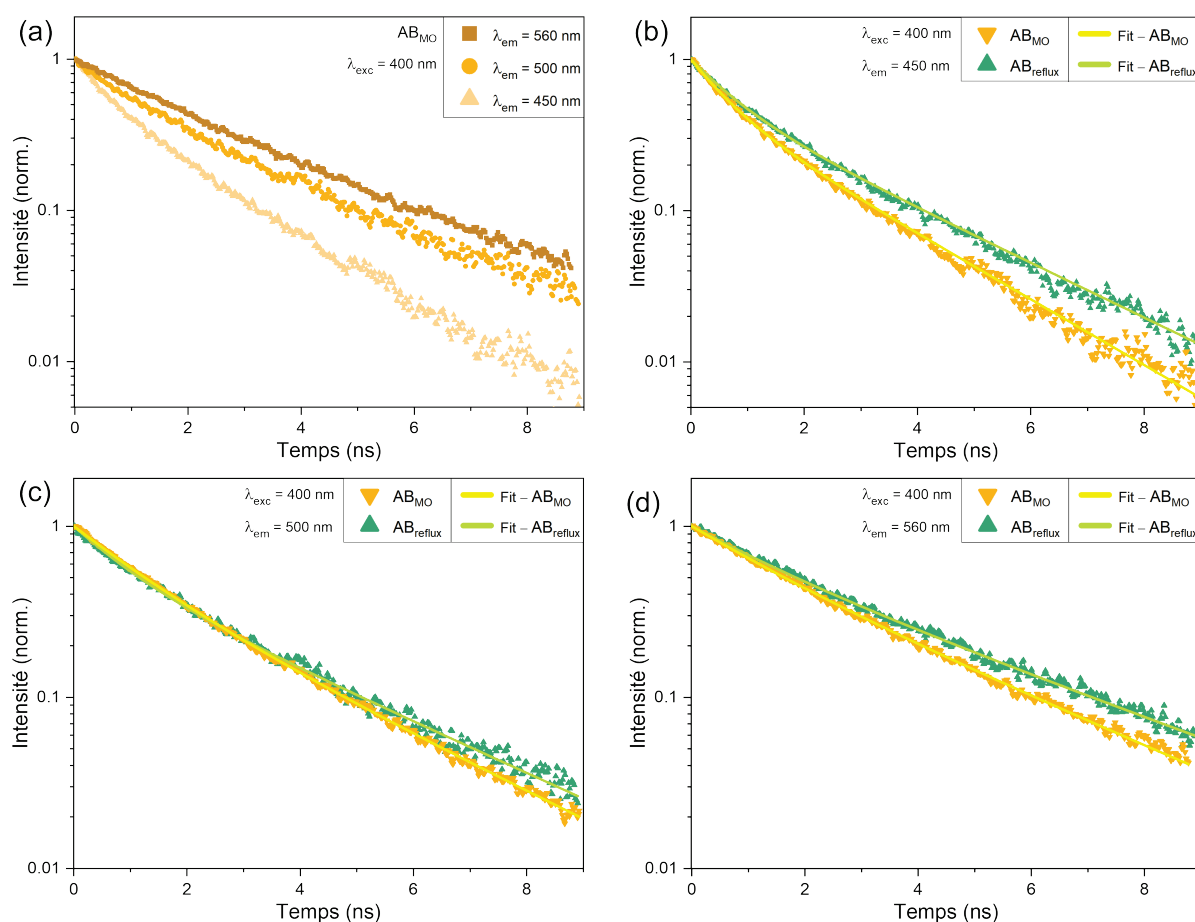 (a)
AB_MO
λ_exc = 400 nm
λ_em = 560 nm
λ_em = 500 nm
λ_em = 450 nm
1
0.1
0.01
Intensité (norm.)
0 2 4 6 8
Temps (ns)
(b)
λ_exc = 400 nm
λ_em = 450 nm
AB_MO
AB_reflux
Fit – AB_MO
Fit – AB_reflux
1
0.1
0.01
Intensité (norm.)
0 2 4 6 8
Temps (ns)
(c)
λ_exc = 400 nm
λ_em = 500 nm
AB_MO
AB_reflux
Fit – AB_MO
Fit – AB_reflux
1
0.1
0.01
Intensité (norm.)
0 2 4 6 8
Temps (ns)
(d)
λ_exc = 400 nm
λ_em = 560 nm
AB_MO
AB_reflux
Fit – AB_MO
Fit – AB_reflux
1
0.1
0.01
Intensité (norm.)
0 2 4 6 8
Temps (ns)